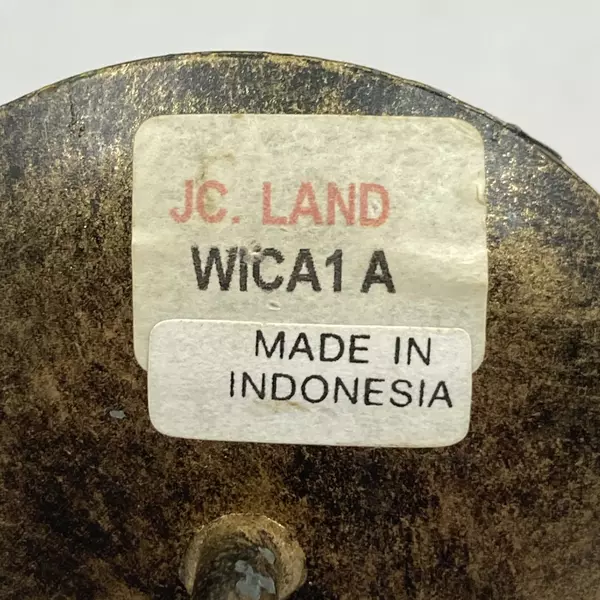 JC. LAND
WICA1 A
MADE IN
INDONESIA